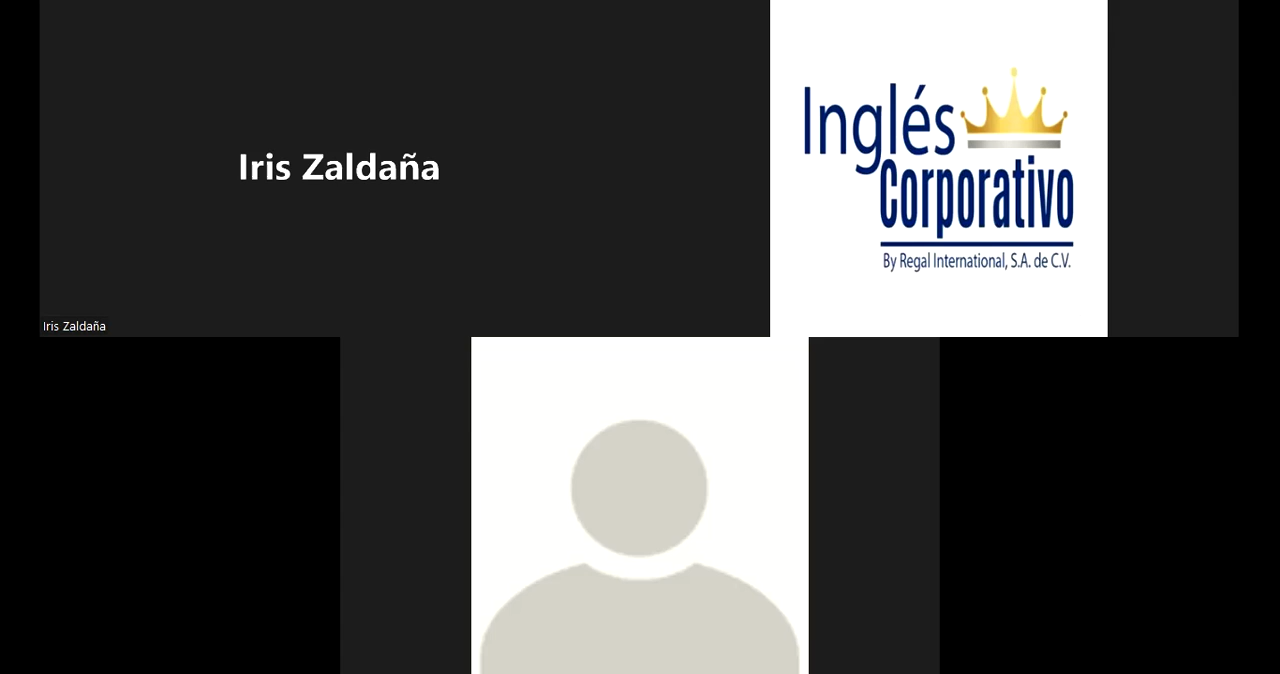 Iris Zaldaña
Iris Zaldaña
Inglés
Corporativo
By Regal International, S.A. de C.V.